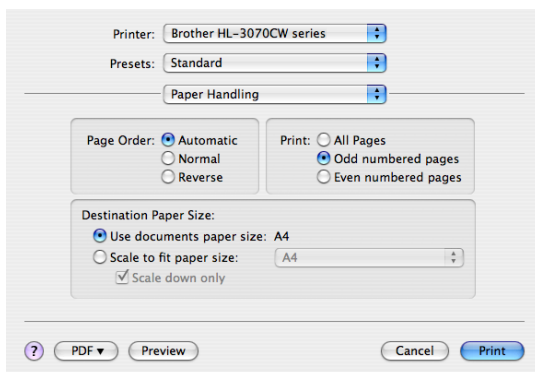 Printer: Brother HL-3070CW series
Presets: Standard
Paper Handling
Page Order: Automatic
Normal
Reverse
Print: All Pages
Odd numbered pages
Even numbered pages
Destination Paper Size:
Use documents paper size: A4
Scale to fit paper size: A4
Scale down only
? PDF▼ Preview Cancel Print